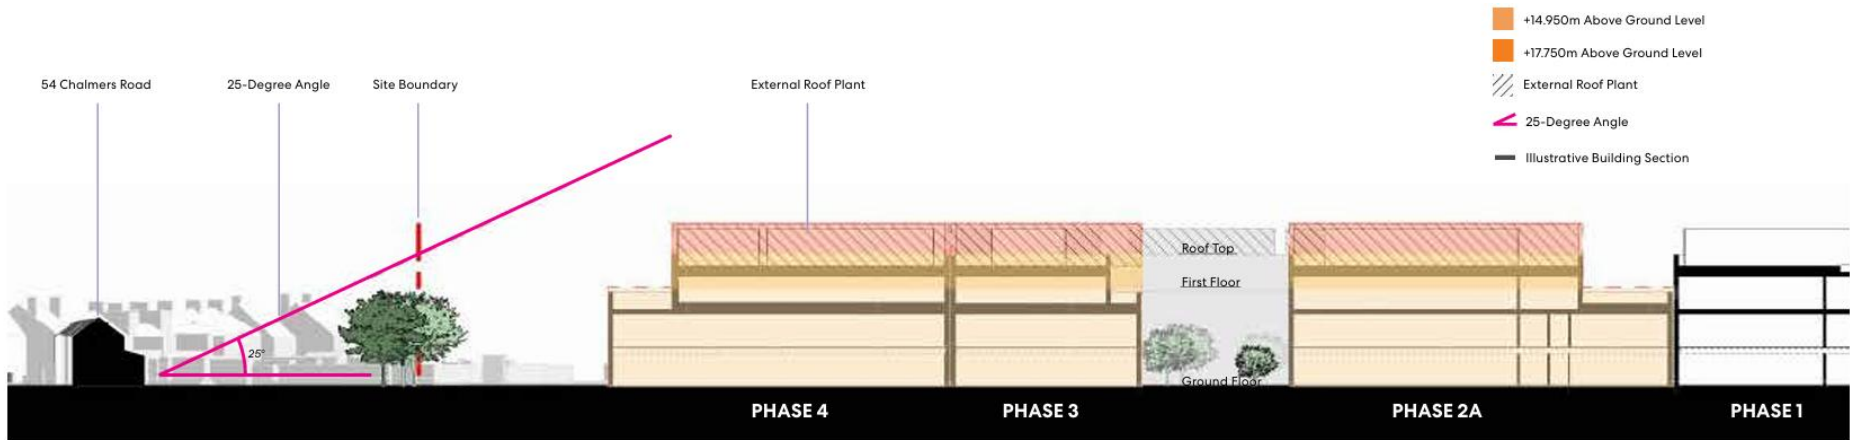 +14.950m Above Ground Level
+17.750m Above Ground Level
External Roof Plant
25-Degree Angle
Illustrative Building Section
54 Chalmers Road
25-Degree Angle
Site Boundary
External Roof Plant
Roof Top
First Floor
25°
Ground Floor
PHASE 4
PHASE 3
PHASE 2A
PHASE 1